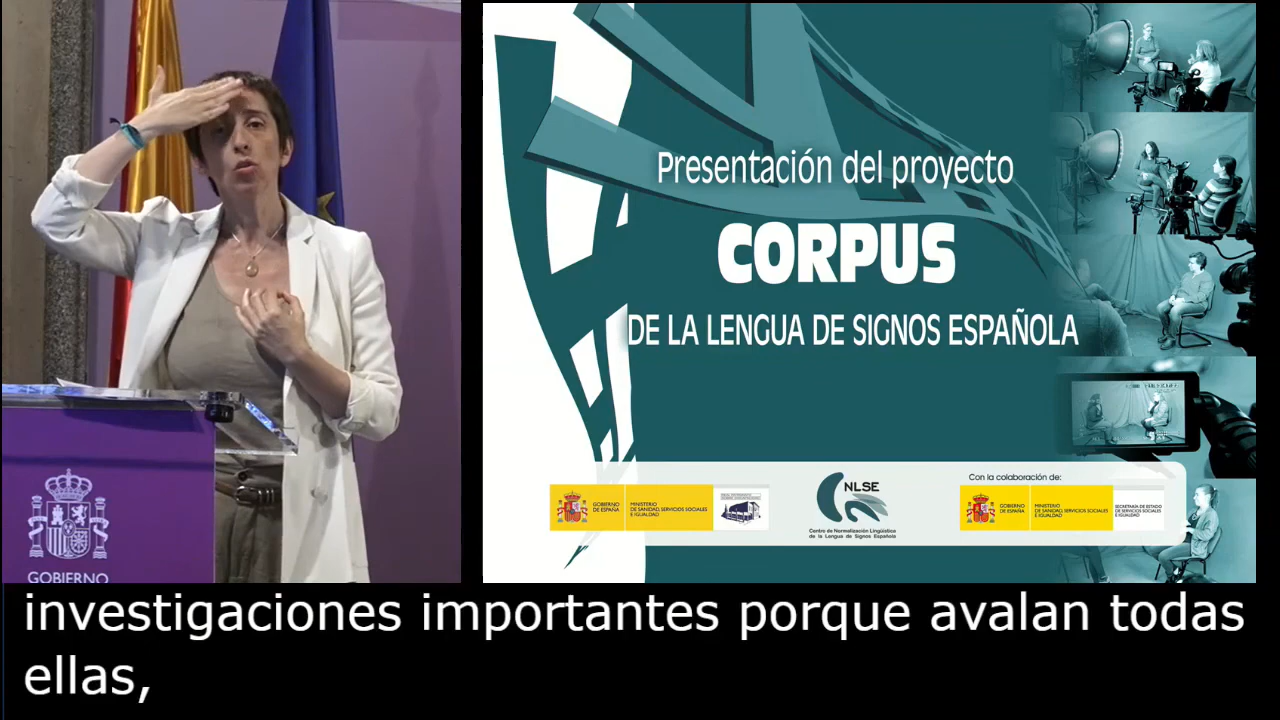 GOBIERNO
Presentación del proyecto
CORPUS
DE LA LENGUA DE SIGNOS ESPAÑOLA
Con la colaboración de:
GOBIERNO
DE ESPAÑA
MINISTERIO
DE SANIDAD, SERVICIOS SOCIALES
E IGUALDAD
CNLSE
Centro de Normalización Lingüística
de la Lengua de Signos Española
GOBIERNO
DE ESPAÑA
MINISTERIO
DE SANIDAD, SERVICIOS SOCIALES
E IGUALDAD
SECRETARÍA DE ESTADO
DE SERVICIOS SOCIALES
E IGUALDAD
investigaciones importantes porque avalan todas
ellas,